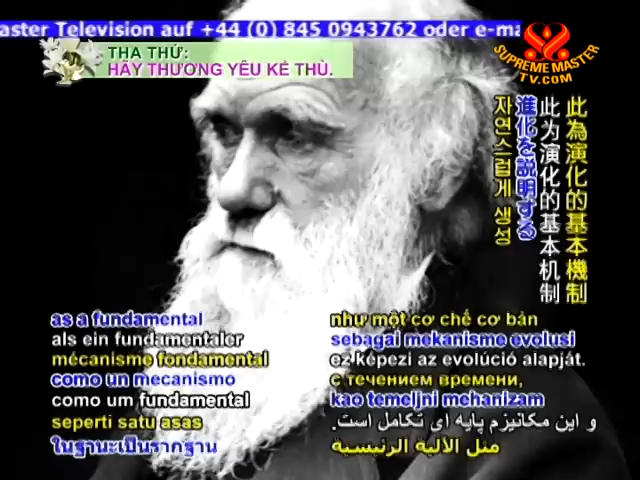 aster Television auf +44 (0) 845 0943762 oder e-ma
SUPREME MASTER
TV.COM
THA THỨ:
HÃY THƯƠNG YÊU KẺ THÙ.
此為演化的基本機制
此为演化的基本机制
進化を説明する
자연스럽게 생성
as a fundamental
als ein fundamentaler
mécanisme fondamental
como un mecanismo
como um fundamental
seperti satu asas
ในฐานะเป็นรากฐาน
như một cơ chế cơ bản
sebagai mekanisme evolusi
ez képezi az evolúció alapját.
с течением времени,
kao temeljni mehanizam
و این مکانیزم پایه ای تکامل است.
مثل الآلية الرئيسية